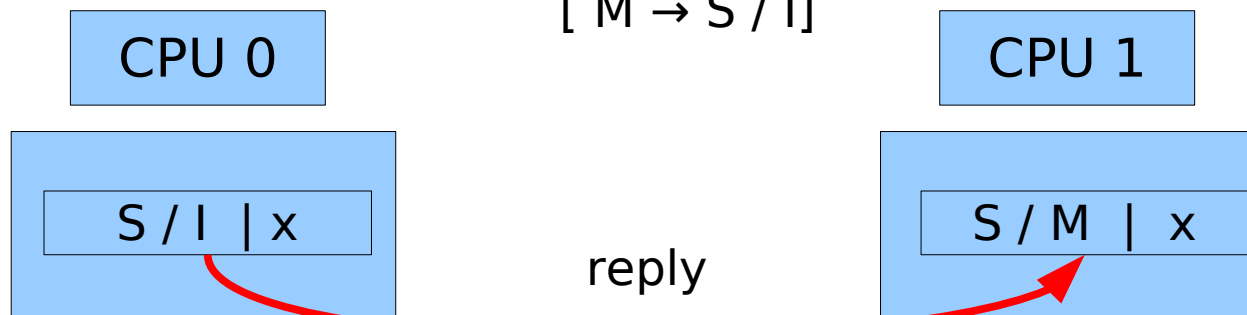 [ M → S / I]
CPU 0
CPU 1
S / I | x
S / M | x
reply